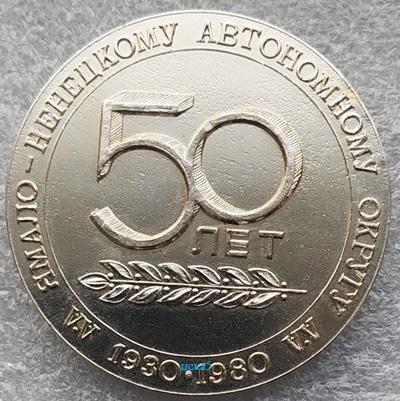 ЯМАЛО-НЕНЕЦКОМУ АВТОНОМНОМУ ОКРУГУ
50
ЛЕТ
1930·1980